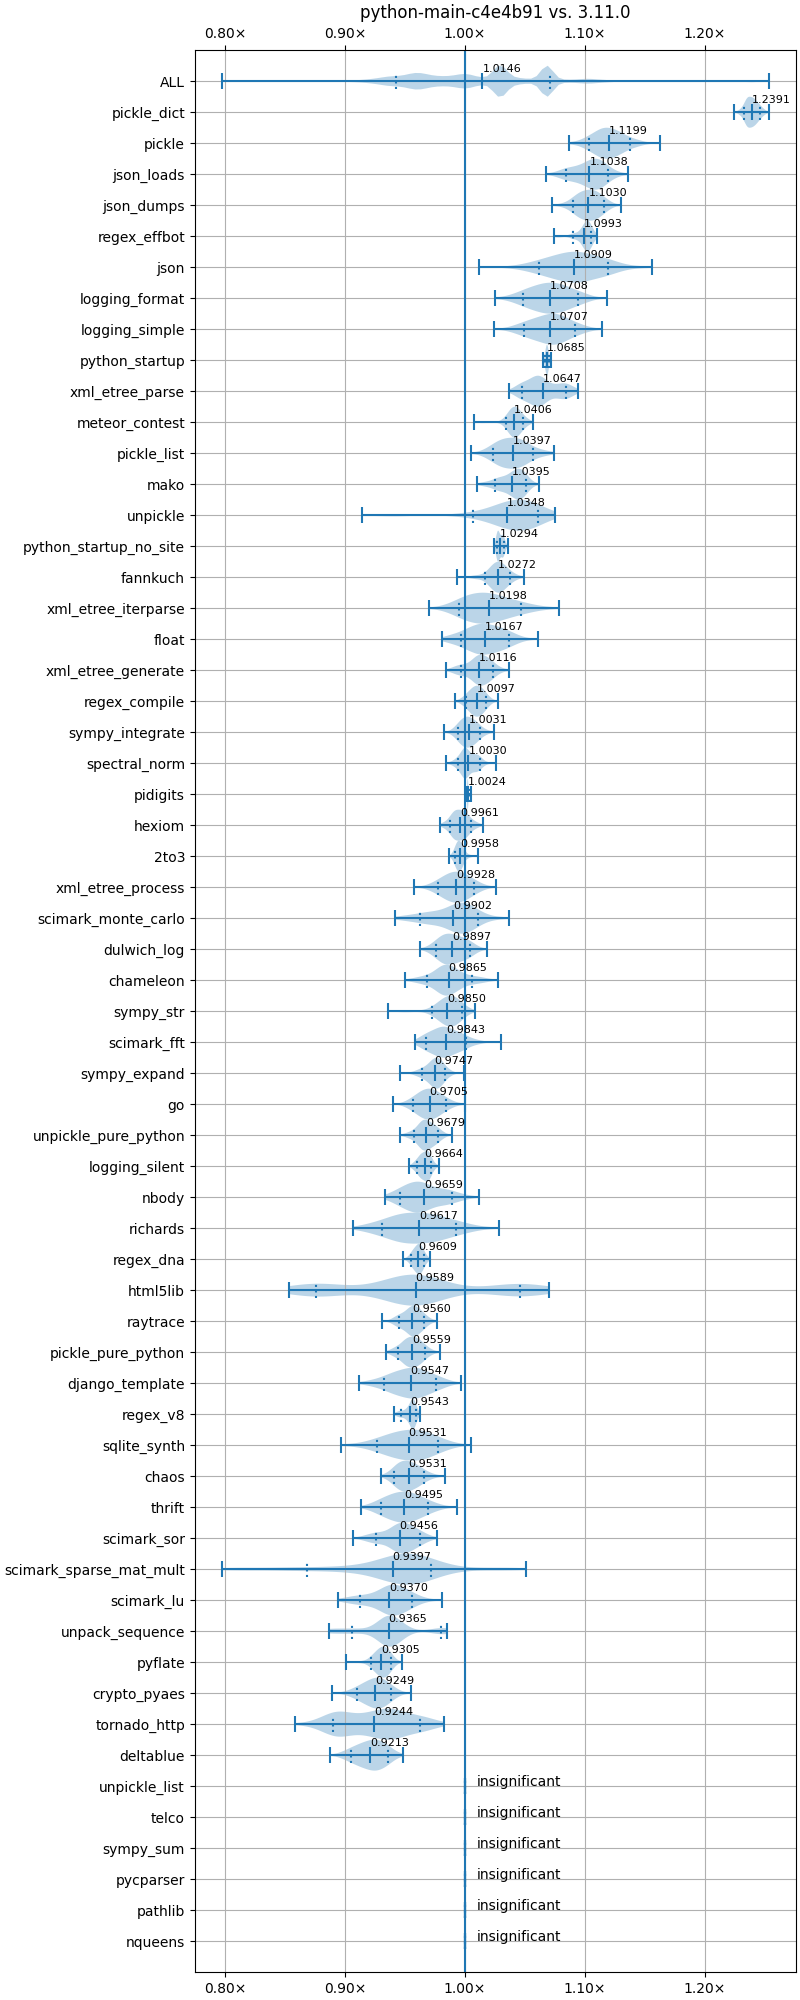 python-main-c4e4b91 vs. 3.11.0
0.80× 0.90× 1.00× 1.10× 1.20×
ALL 1.0146
pickle_dict 1.2391
pickle 1.1199
json_loads 1.1038
json_dumps 1.1030
regex_effbot 1.0993
json 1.0909
logging_format 1.0708
logging_simple 1.0707
python_startup 1.0685
xml_etree_parse 1.0647
meteor_contest 1.0406
pickle_list 1.0397
mako 1.0395
unpickle 1.0348
python_startup_no_site 1.0294
fannkuch 1.0272
xml_etree_iterparse 1.0198
float 1.0167
xml_etree_generate 1.0116
regex_compile 1.0097
sympy_integrate 1.0031
spectral_norm 1.0030
pidigits 1.0024
hexiom 0.9961
2to3 0.9958
xml_etree_process 0.9928
scimark_monte_carlo 0.9902
dulwich_log 0.9897
chameleon 0.9865
sympy_str 0.9850
scimark_fft 0.9843
sympy_expand 0.9747
go 0.9705
unpickle_pure_python 0.9679
logging_silent 0.9664
nbody 0.9659
richards 0.9617
regex_dna 0.9609
html5lib 0.9589
raytrace 0.9560
pickle_pure_python 0.9559
django_template 0.9547
regex_v8 0.9543
sqlite_synth 0.9531
chaos 0.9531
thrift 0.9495
scimark_sor 0.9456
scimark_sparse_mat_mult 0.9397
scimark_lu 0.9370
unpack_sequence 0.9365
pyflate 0.9305
crypto_pyaes 0.9249
tornado_http 0.9244
deltablue 0.9213
unpickle_list insignificant
telco insignificant
sympy_sum insignificant
pycparser insignificant
pathlib insignificant
nqueens insignificant
0.80× 0.90× 1.00× 1.10× 1.20×